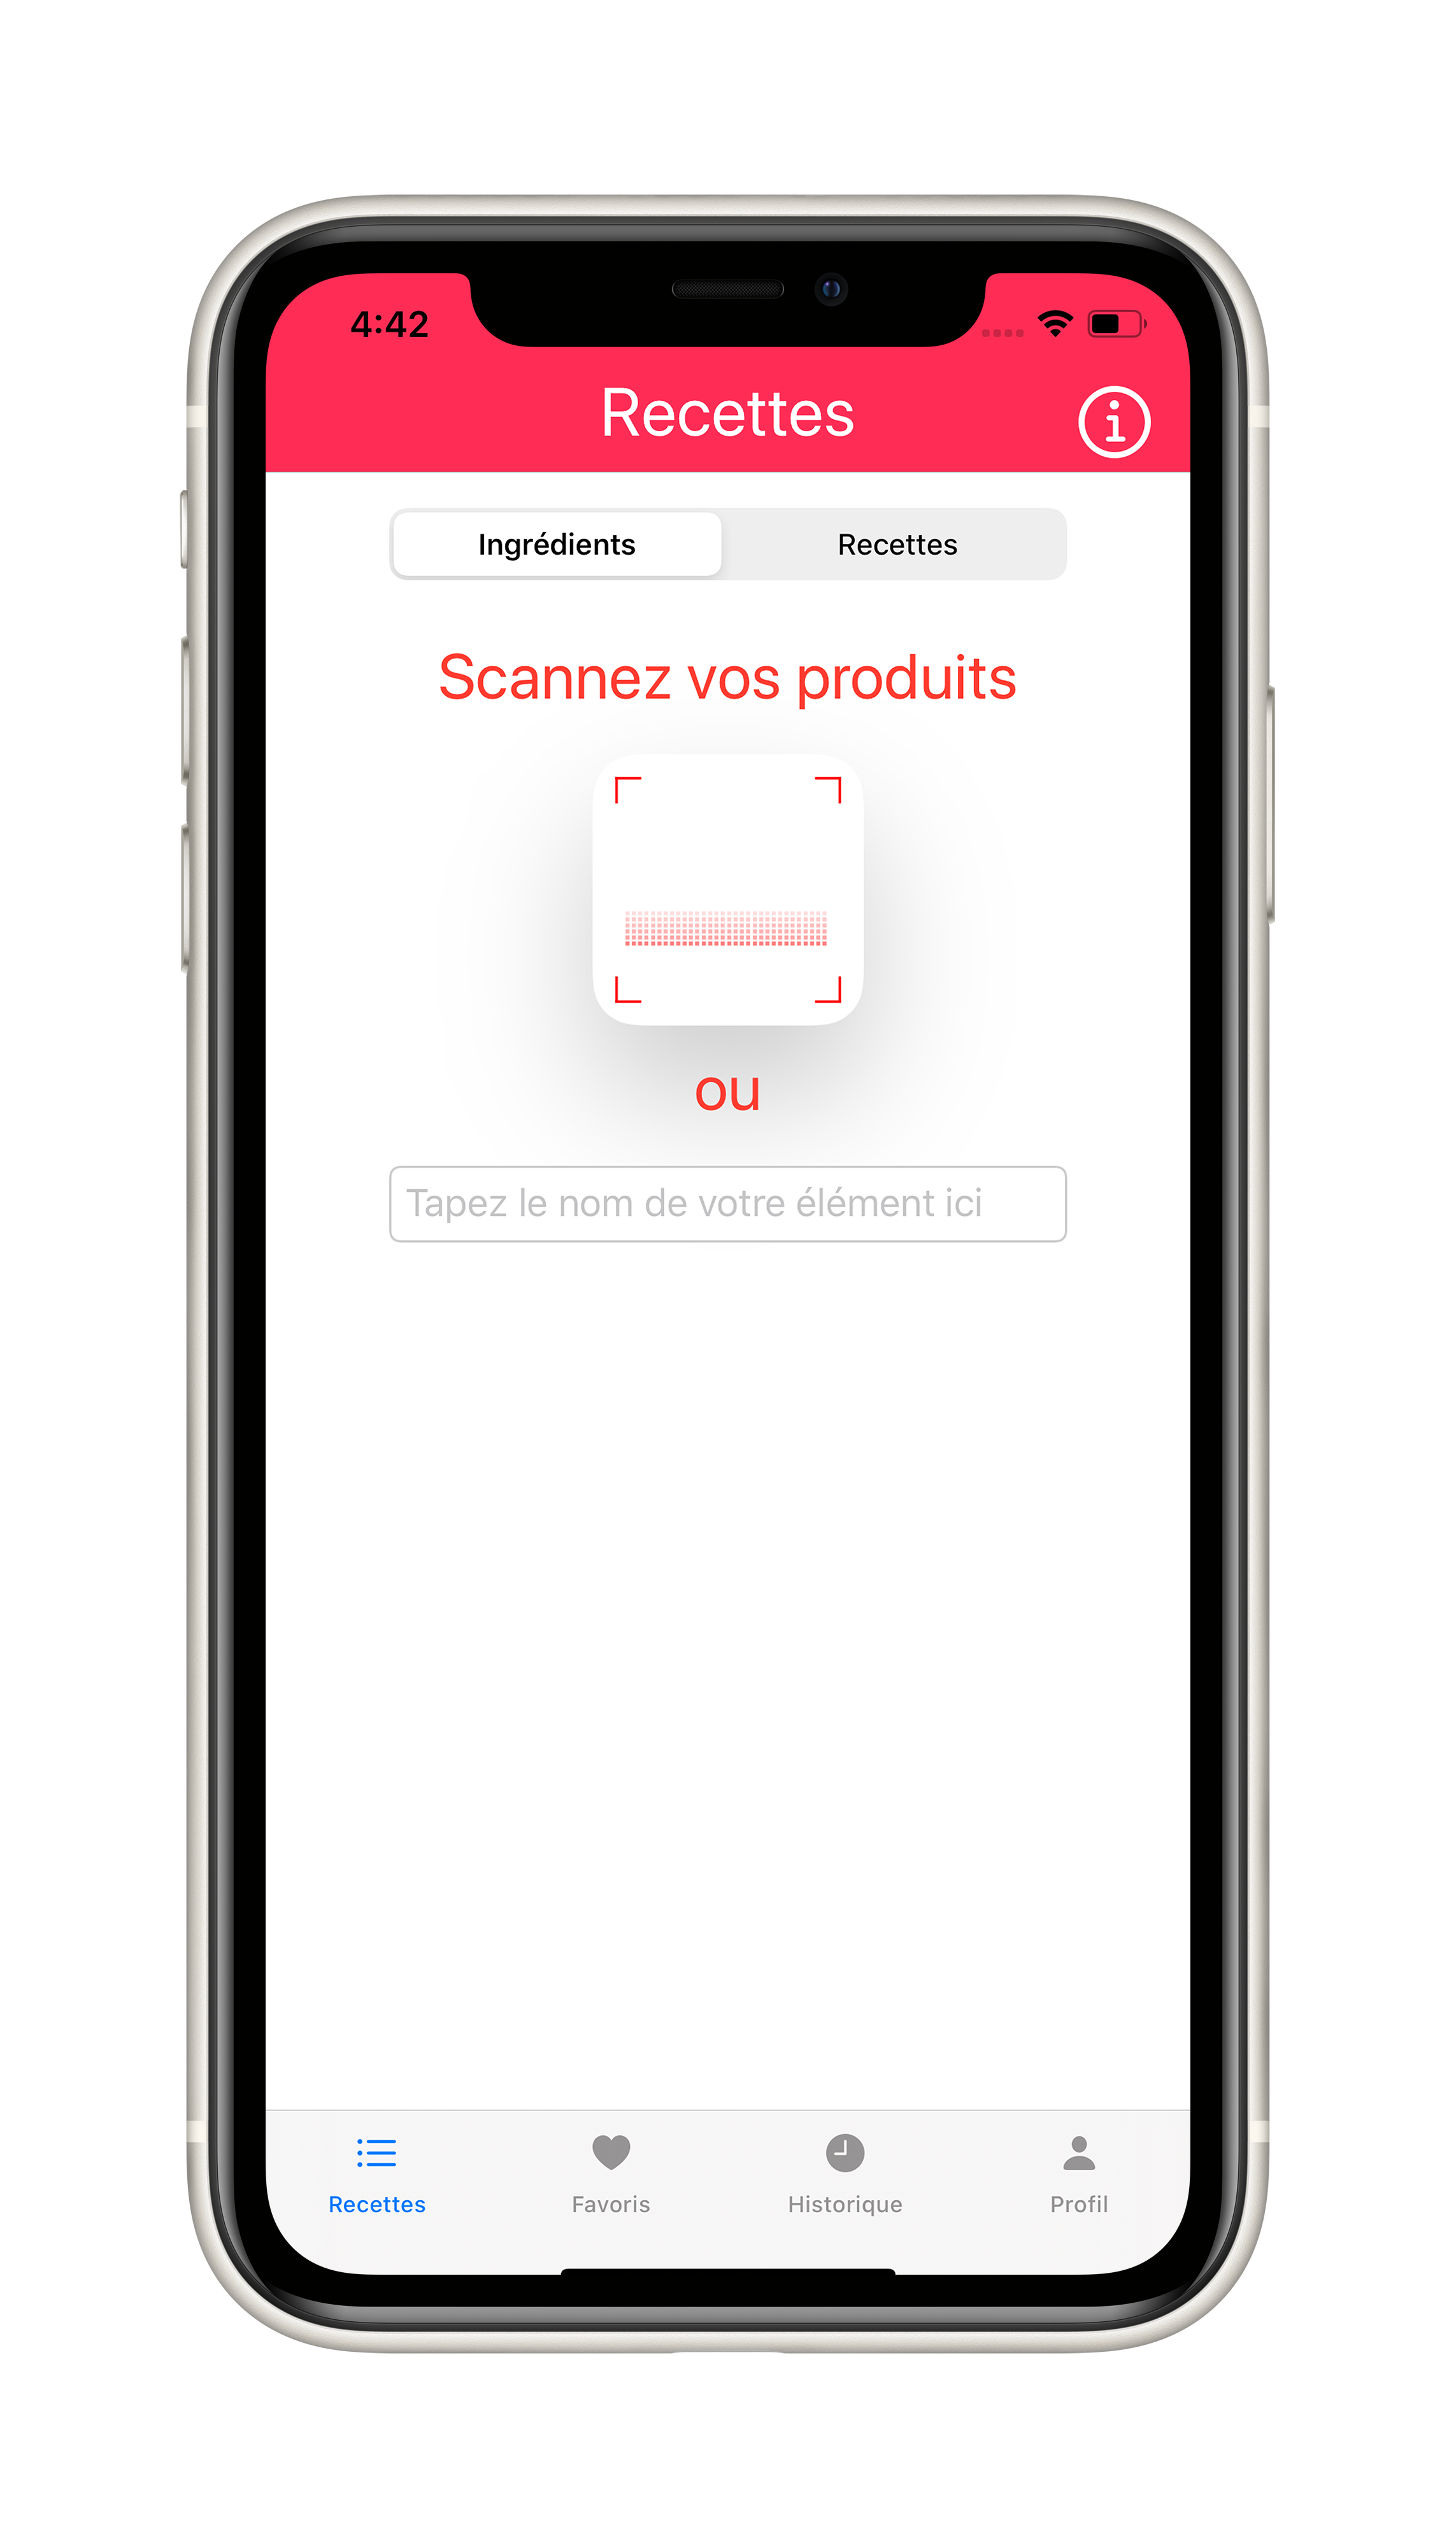 4:42
Recettes
Ingrédients Recettes
Scannez vos produits
ou
Tapez le nom de votre élément ici
Recettes Favoris Historique Profil